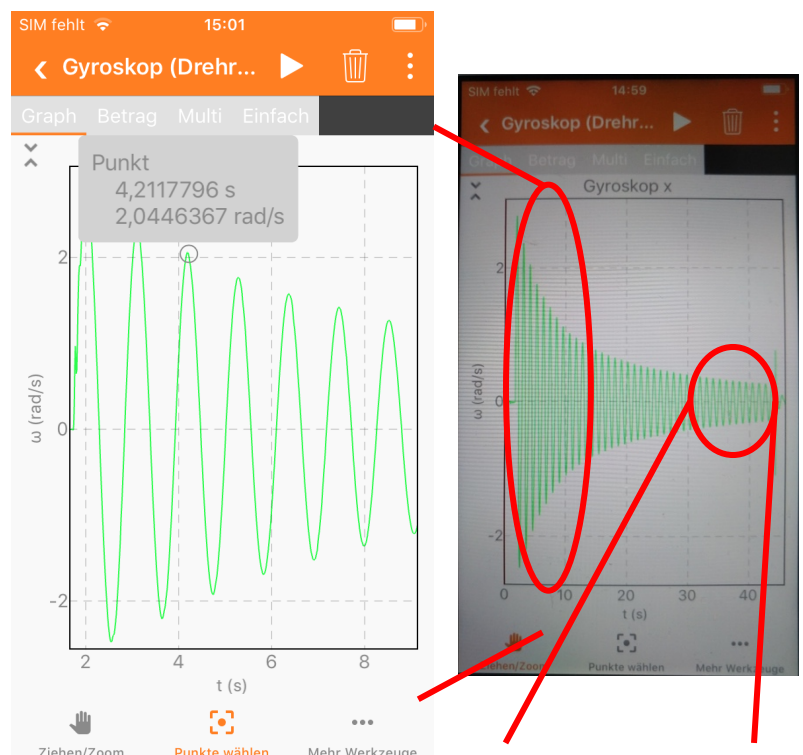 SIM fehlt 15:01
Gyroskop (Drehr...
Graph Betrag Multi Einfach
Punkt
4,2117796 s
2,0446367 rad/s
2
0
-2
ω (rad/s)
2 4 6 8
t (s)
Ziehen/Zoom Punkte wählen Mehr Werkzeuge
SIM fehlt 14:59
Gyroskop (Drehr...
Graph Betrag Multi Einfach
Gyroskop x
2
0
-2
ω (rad/s)
0 10 20 30 40
t (s)
Ziehen/Zoom Punkte wählen Mehr Werkzeuge